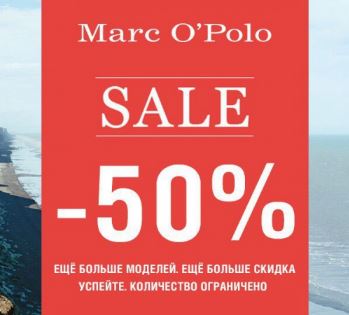 Marc O'Polo
SALE
-50%
ЕЩЁ БОЛЬШЕ МОДЕЛЕЙ. ЕЩЁ БОЛЬШЕ СКИДКА
УСПЕЙТЕ. КОЛИЧЕСТВО ОГРАНИЧЕНО